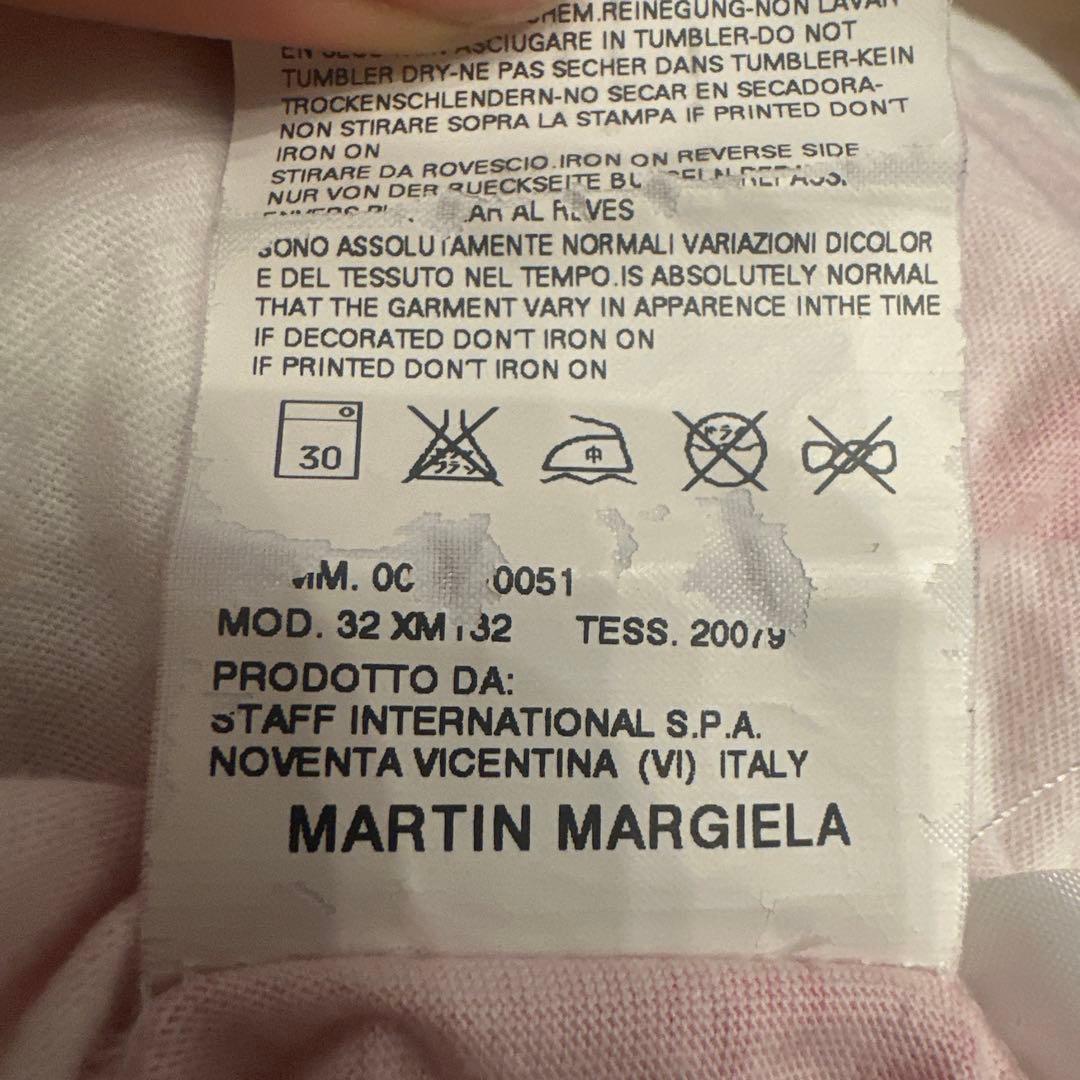 REINEGUNG-NON LAVAR
ASCIUGARE IN TUMBLER-DO NOT
TUMBLER DRY-NE PAS SECHER DANS TUMBLER-KEIN
TROCKENSCHLENDERN-NO SECAR EN SECADORA-
NON STIRARE SOPRA LA STAMPA IF PRINTED DON'T
IRON ON
STIRARE DA ROVESCIO.IRON ON REVERSE SIDE
NUR VON DER RUECKSEITE
AL REVES
SONO ASSOLUTAMENTE NORMALI VARIAZIONI DICOLOR
E DEL TESSUTO NEL TEMPO.IS ABSOLUTELY NORMAL
THAT THE GARMENT VARY IN APPARENCE INTHE TIME
IF DECORATED DON'T IRON ON
IF PRINTED DON'T IRON ON
30 中
0051
MOD. 32 TESS. 20079
PRODOTTO DA:
STAFF INTERNATIONAL S.P.A.
NOVENTA VICENTINA (VI) ITALY
MARTIN MARGIELA